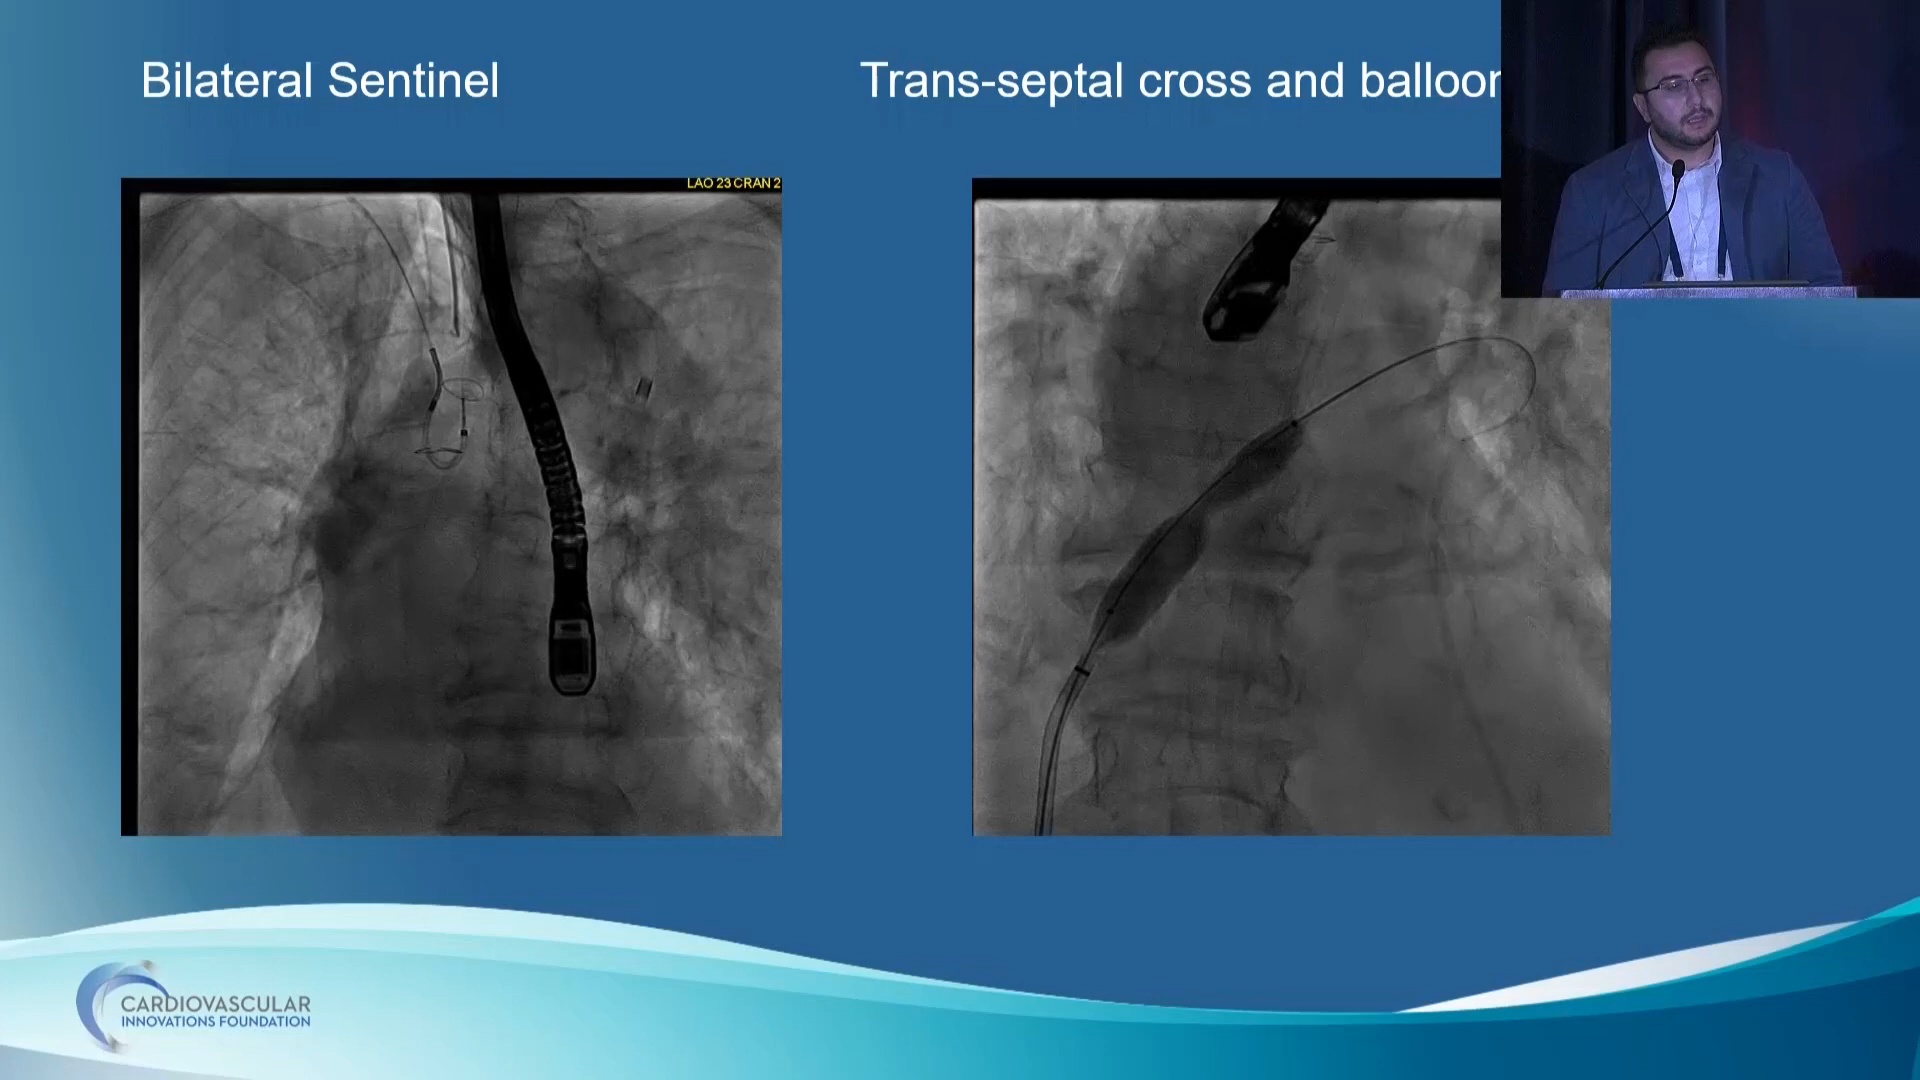 Bilateral Sentinel
Trans-septal cross and balloon
LAO 23 CRAN 2
CARDIOVASCULAR
INNOVATIONS FOUNDATION